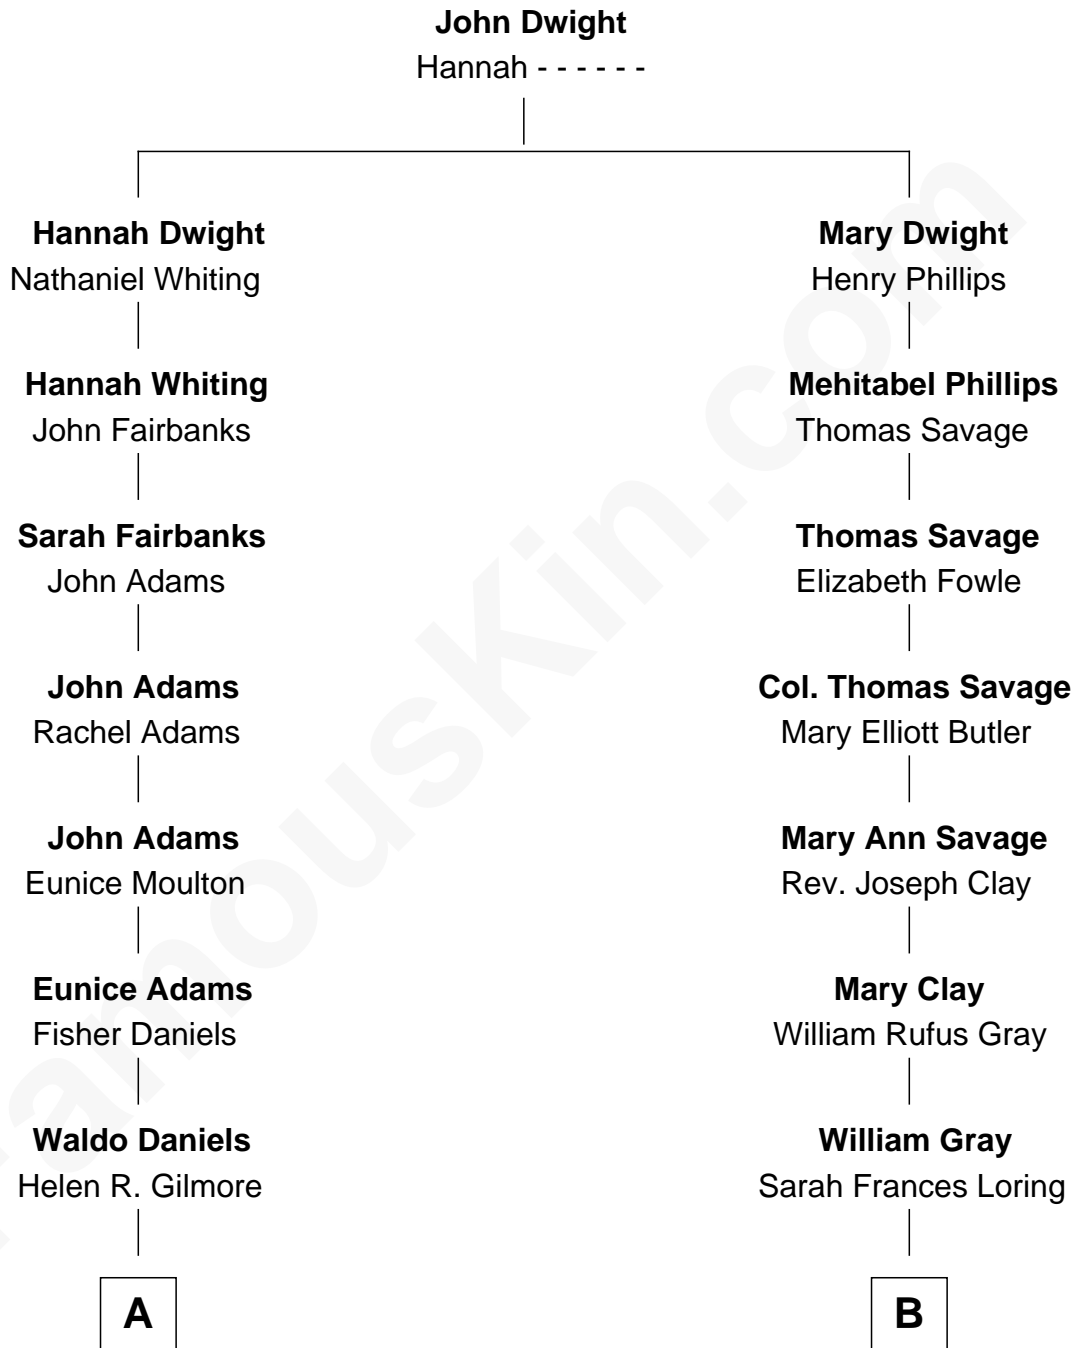 John Dwight
Hannah - - - - - -
Hannah Dwight
Nathaniel Whiting
Mary Dwight
Henry Phillips
Hannah Whiting
John Fairbanks
Mehitabel Phillips
Thomas Savage
Sarah Fairbanks
John Adams
Thomas Savage
Elizabeth Fowle
John Adams
Rachel Adams
Col. Thomas Savage
Mary Elliott Butler
John Adams
Eunice Moulton
Mary Ann Savage
Rev. Joseph Clay
Eunice Adams
Fisher Daniels
Mary Clay
William Rufus Gray
Waldo Daniels
Helen R. Gilmore
William Gray
Sarah Frances Loring
A
B
FamousKin.com